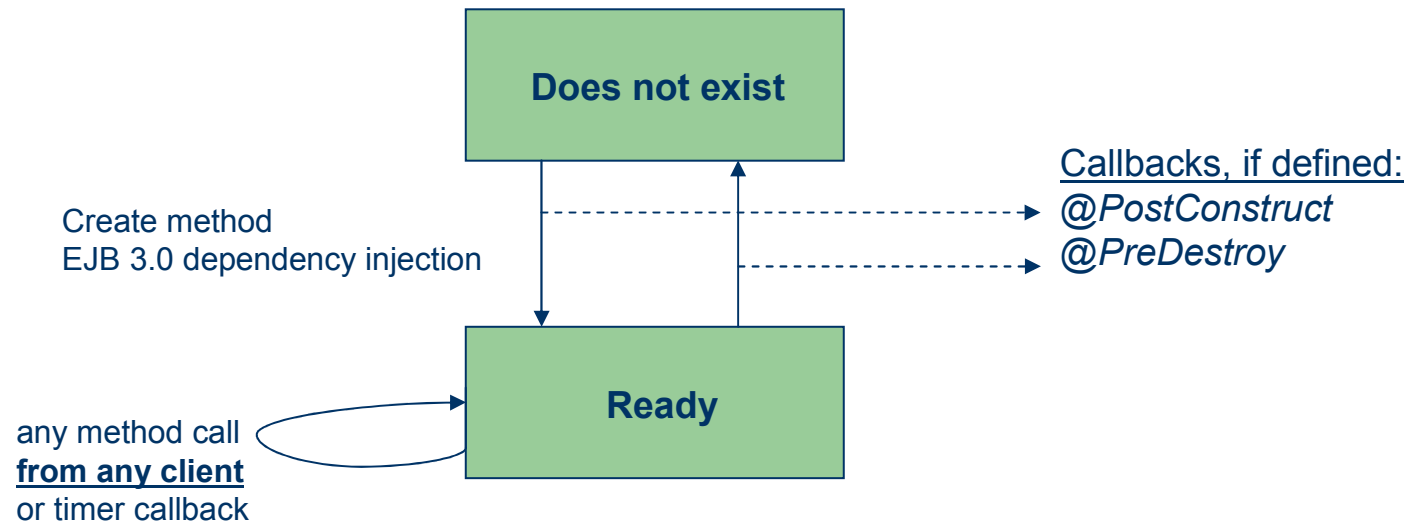 Does not exist
Callbacks, if defined:
@PostConstruct
@PreDestroy
Create method
EJB 3.0 dependency injection
Ready
any method call
from any client
or timer callback